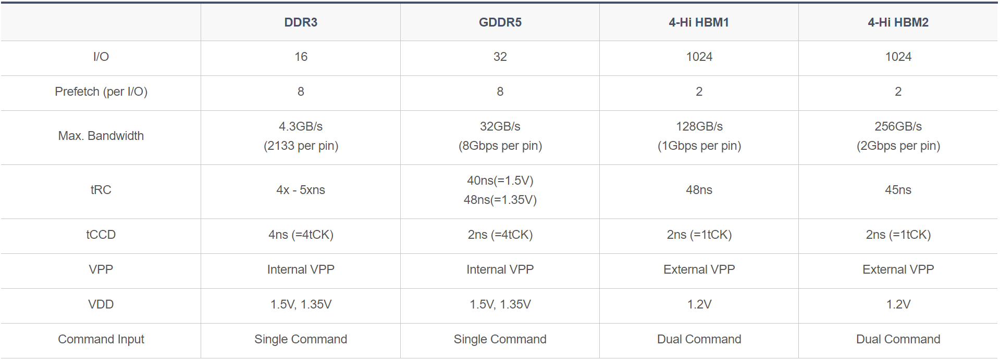 DDR3 GDDR5 4-Hi HBM1 4-Hi HBM2
I/O 16 32 1024 1024
Prefetch (per I/O) 8 8 2 2
Max. Bandwidth 4.3GB/s 32GB/s 128GB/s 256GB/s
(2133 per pin) (8Gbps per pin) (1Gbps per pin) (2Gbps per pin)
tRC 4x - 5xns 40ns(=1.5V) 48ns 45ns
48ns(=1.35V)
tCCD 4ns (=4tCK) 2ns (=4tCK) 2ns (=1tCK) 2ns (=1tCK)
VPP Internal VPP Internal VPP External VPP External VPP
VDD 1.5V, 1.35V 1.5V, 1.35V 1.2V 1.2V
Command Input Single Command Single Command Dual Command Dual Command